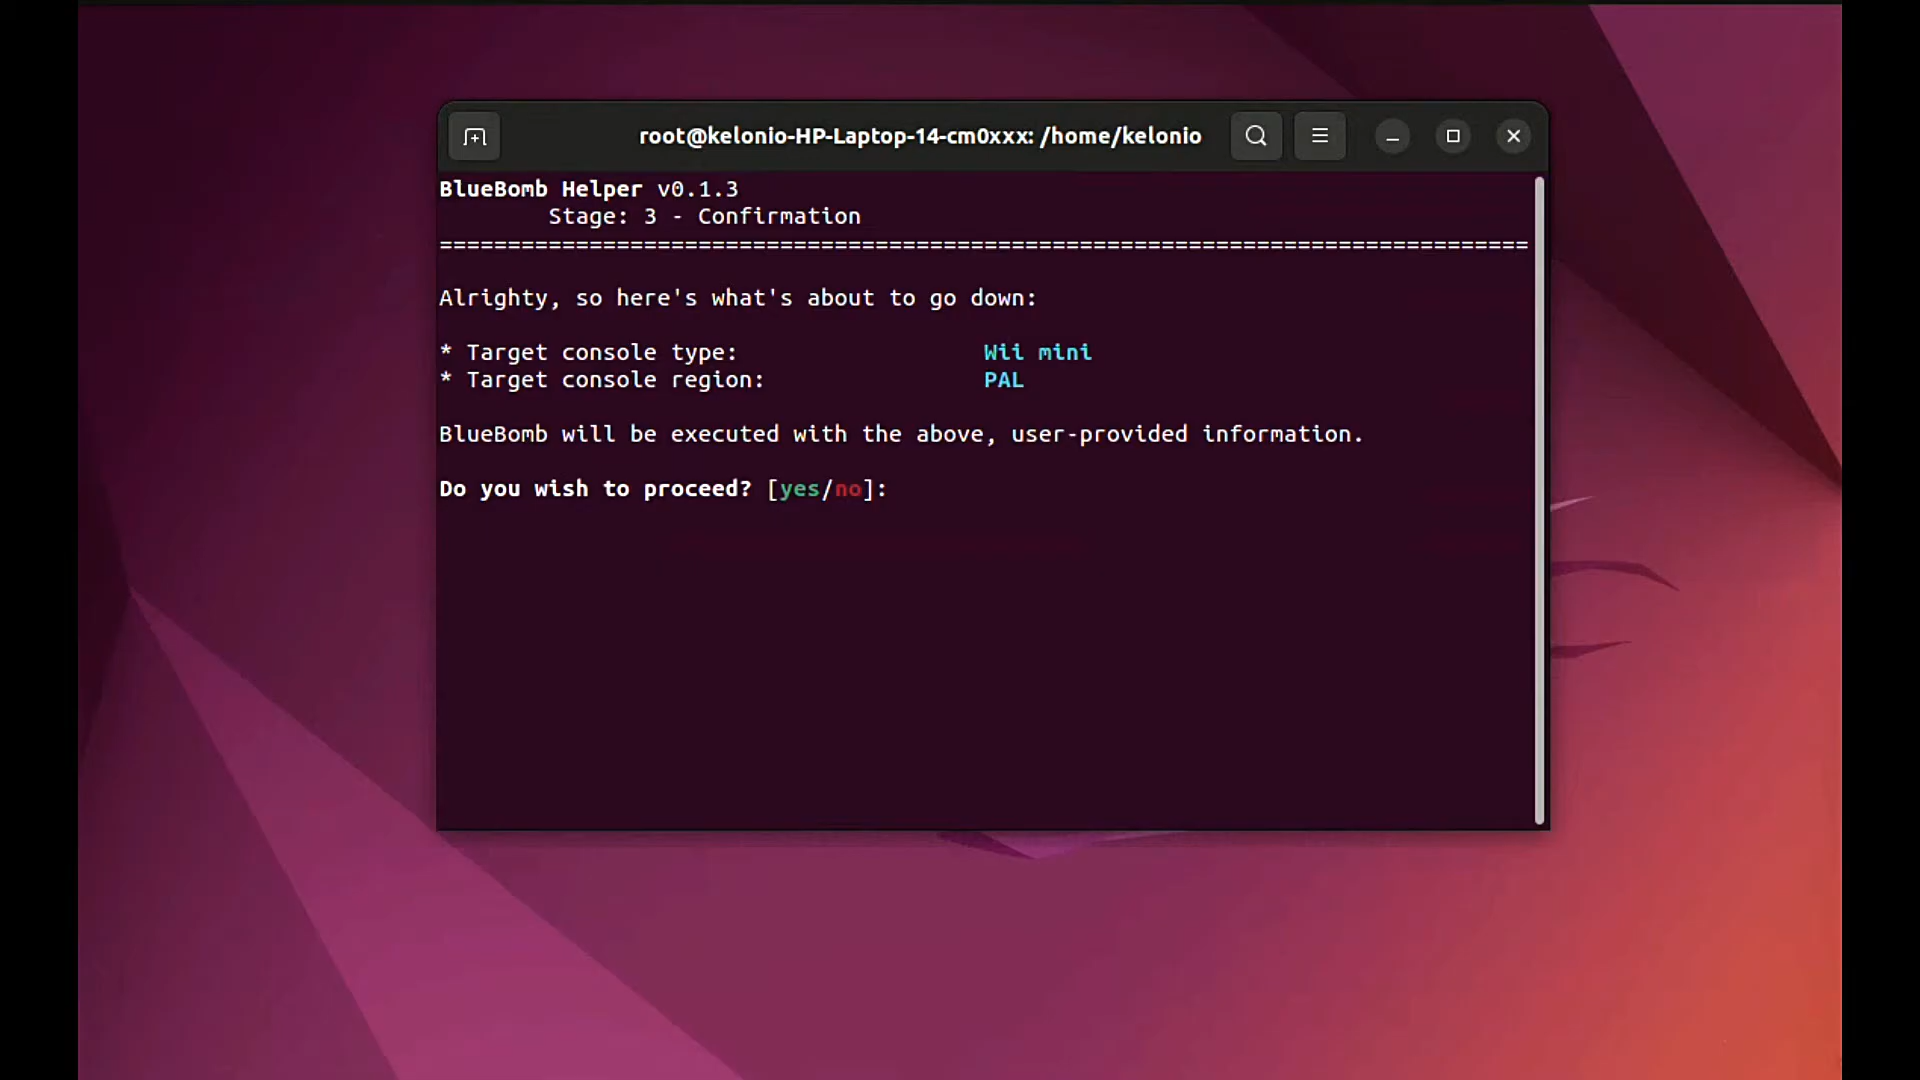 root@kelonio-HP-Laptop-14-cm0xxx: /home/kelonio
BlueBomb Helper v0.1.3
Stage: 3 - Confirmation
================================================================================
Alrighty, so here's what's about to go down:
* Target console type: Wii mini
* Target console region: PAL
BlueBomb will be executed with the above, user-provided information.
Do you wish to proceed? [yes/no]: